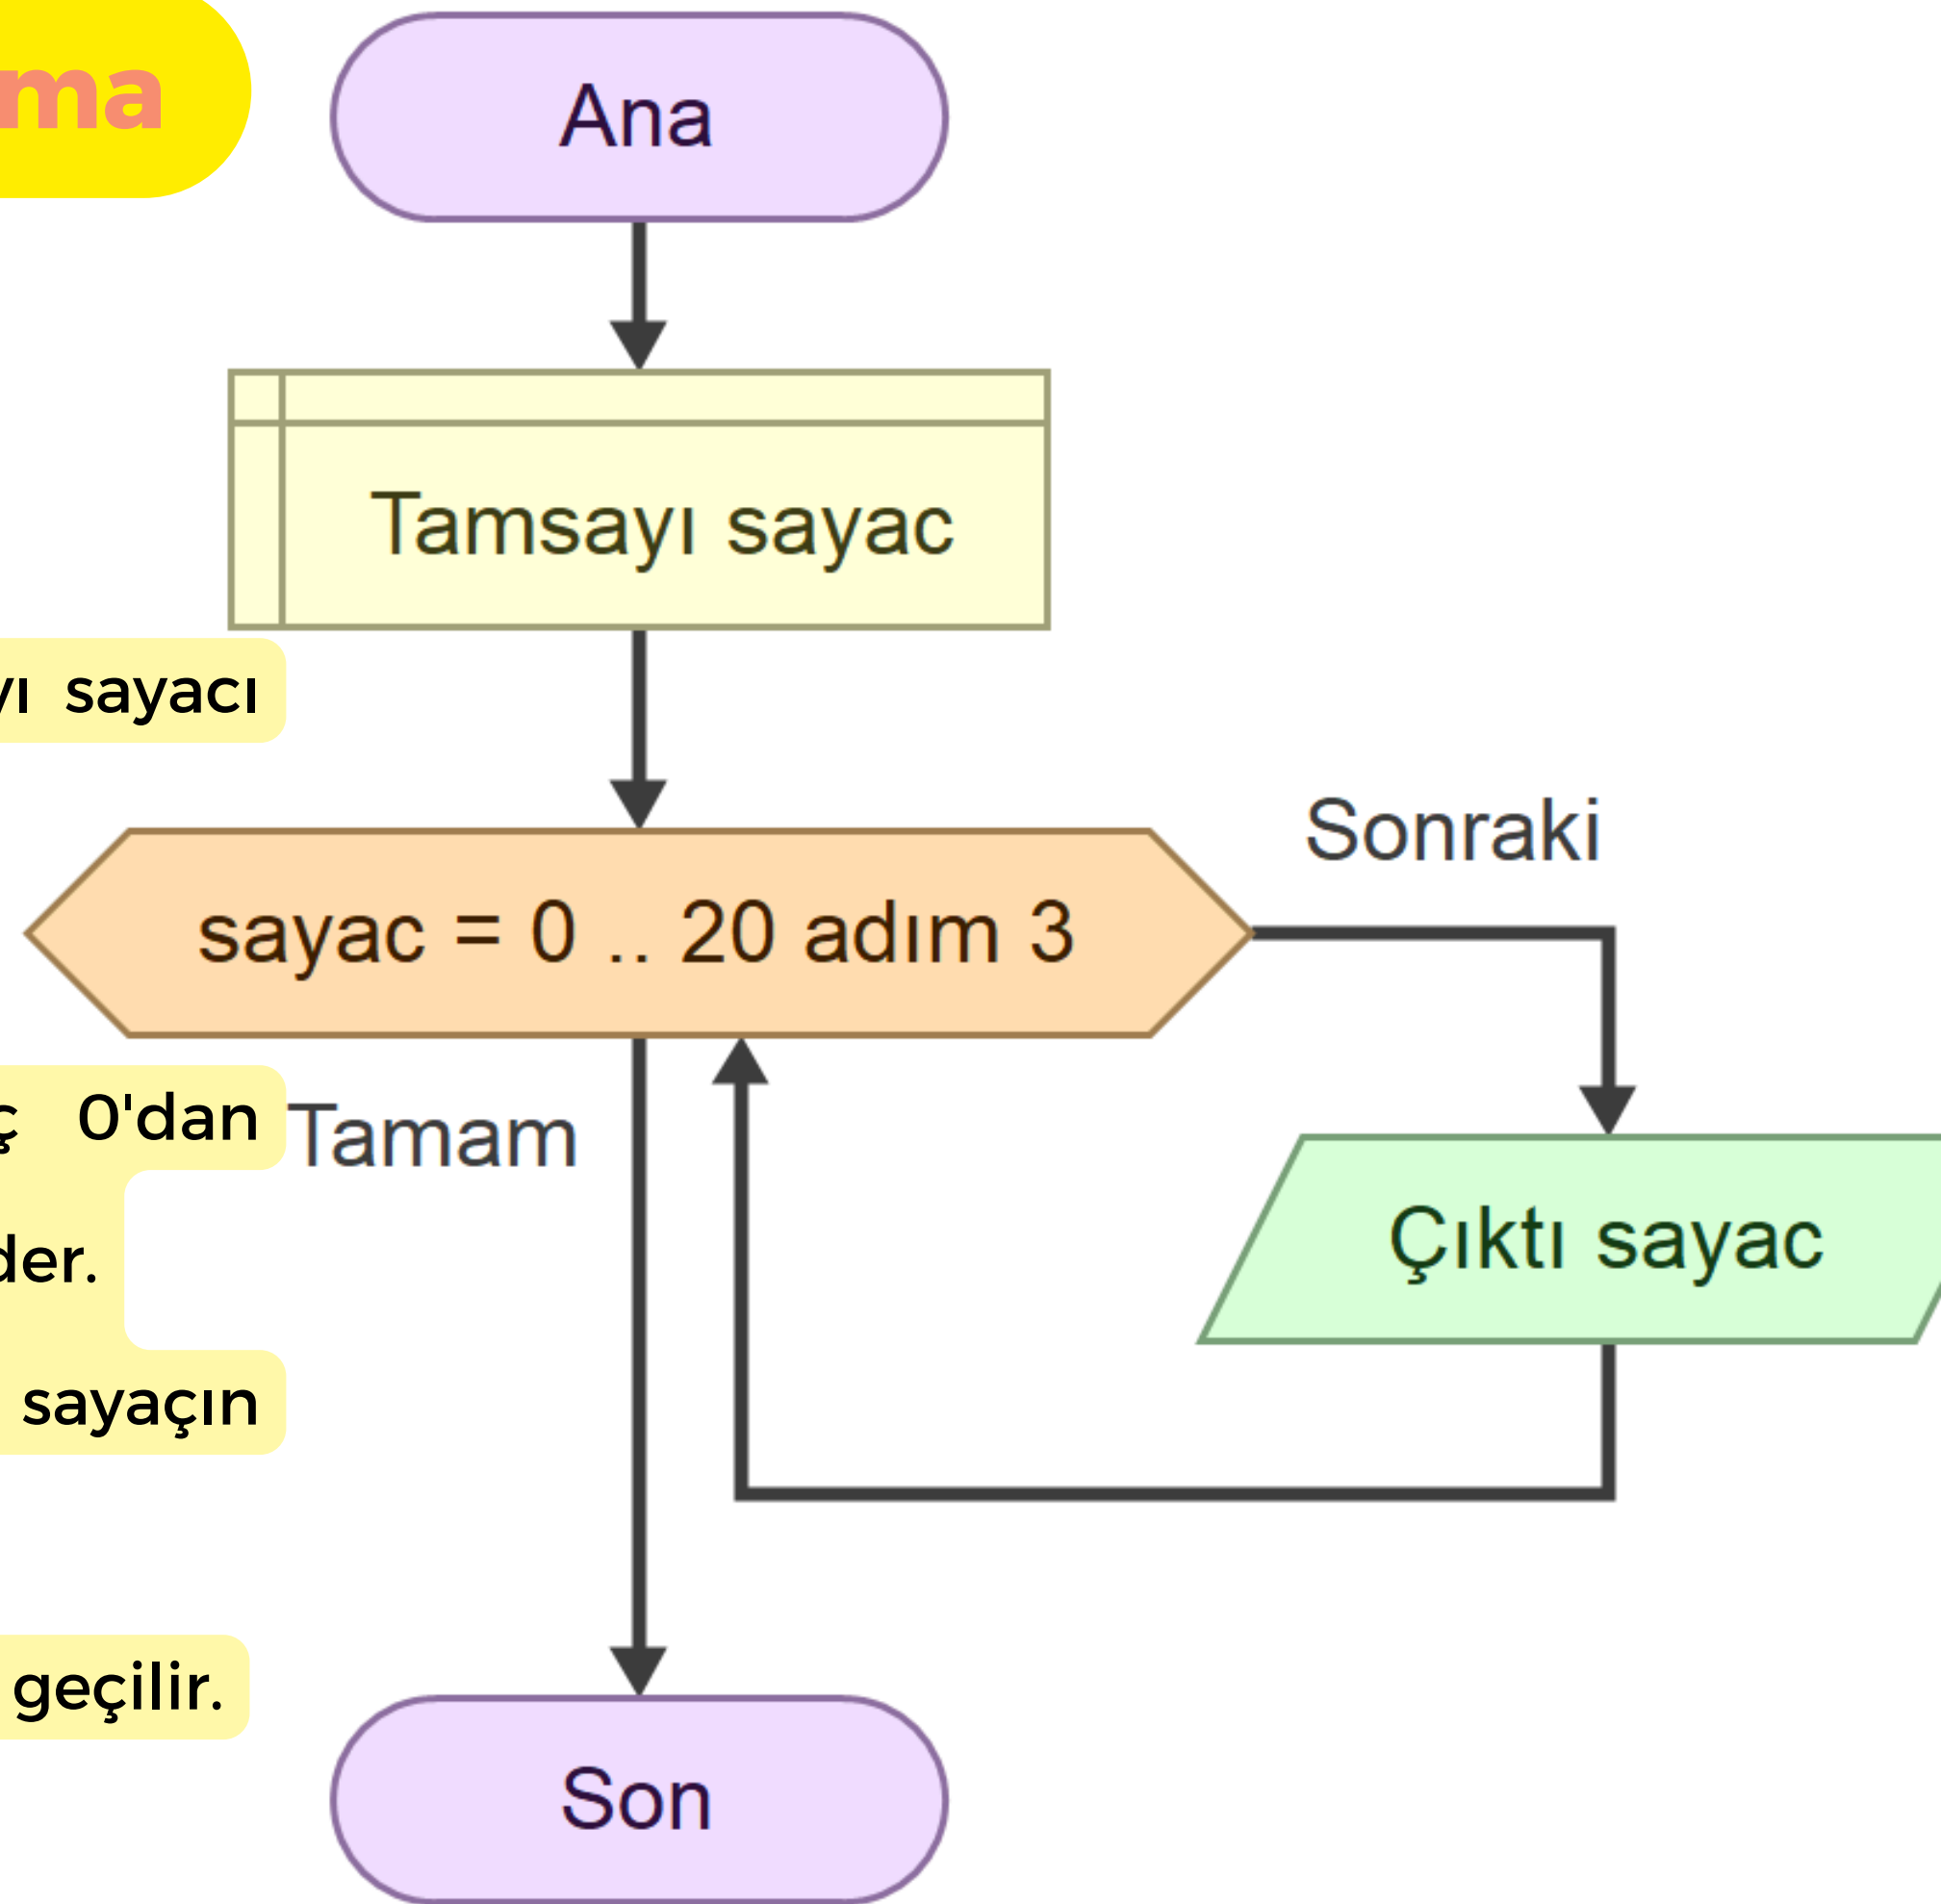 ma
Ana
Tamsayı sayac
sayacı
Sonraki
sayac = 0 .. 20 adım 3
0'dan
Tamam
Çıktı sayac
der.
sayaçın
geçilir.
Son